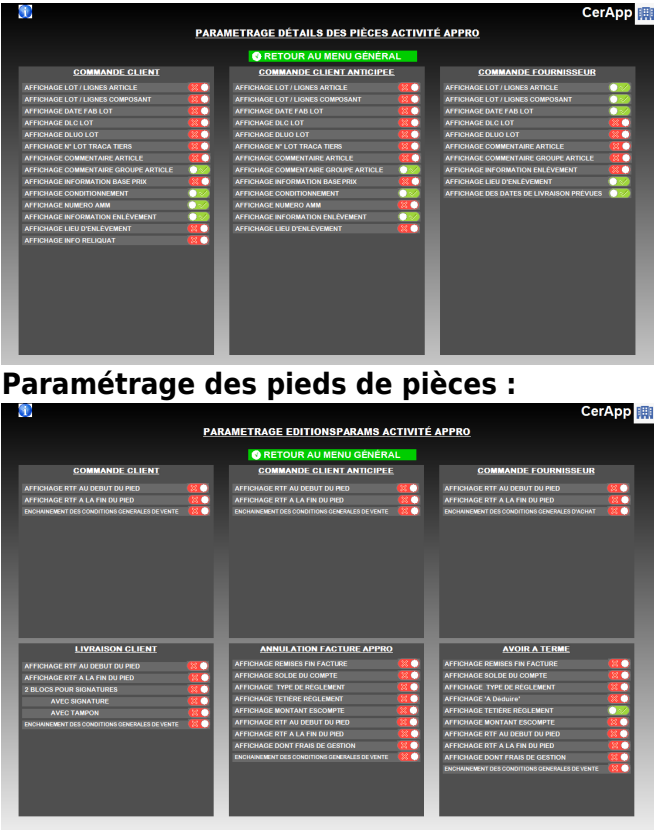 CerApp
PARAMETRAGE DÉTAILS DES PIÈCES ACTIVITÉ APPRO
RETOUR AU MENU GÉNÉRAL
COMMANDE CLIENT
AFFICHAGE LOT / LIGNES ARTICLE
AFFICHAGE LOT / LIGNES COMPOSANT
AFFICHAGE DATE FAB LOT
AFFICHAGE DLC LOT
AFFICHAGE DLUO LOT
AFFICHAGE N° LOT TRACA TIERS
AFFICHAGE COMMENTAIRE ARTICLE
AFFICHAGE COMMENTAIRE GROUPE ARTICLE
AFFICHAGE INFORMATION BASE PRIX
AFFICHAGE CONDITIONNEMENT
AFFICHAGE NUMERO AMM
AFFICHAGE INFORMATION ENLÈVEMENT
AFFICHAGE LIEU D'ENLÈVEMENT
AFFICHAGE INFO RELIQUAT
COMMANDE CLIENT ANTICIPEE
AFFICHAGE LOT / LIGNES ARTICLE
AFFICHAGE LOT / LIGNES COMPOSANT
AFFICHAGE DATE FAB LOT
AFFICHAGE DLC LOT
AFFICHAGE DLUO LOT
AFFICHAGE N° LOT TRACA TIERS
AFFICHAGE COMMENTAIRE ARTICLE
AFFICHAGE COMMENTAIRE GROUPE ARTICLE
AFFICHAGE INFORMATION BASE PRIX
AFFICHAGE CONDITIONNEMENT
AFFICHAGE NUMERO AMM
AFFICHAGE INFORMATION ENLÈVEMENT
AFFICHAGE LIEU D'ENLÈVEMENT
COMMANDE FOURNISSEUR
AFFICHAGE LOT / LIGNES ARTICLE
AFFICHAGE LOT / LIGNES COMPOSANT
AFFICHAGE DATE FAB LOT
AFFICHAGE DLC LOT
AFFICHAGE DLUO LOT
AFFICHAGE COMMENTAIRE ARTICLE
AFFICHAGE COMMENTAIRE GROUPE ARTICLE
AFFICHAGE INFORMATION ENLÈVEMENT
AFFICHAGE LIEU D'ENLÈVEMENT
AFFICHAGE DES DATES DE LIVRAISON PRÉVUES
Paramétrage des pieds de pièces :
CerApp
PARAMETRAGE EDITIONSPARAMS ACTIVITÉ APPRO
RETOUR AU MENU GÉNÉRAL
COMMANDE CLIENT
AFFICHAGE RTF AU DEBUT DU PIED
AFFICHAGE RTF A LA FIN DU PIED
ENCHAINEMENT DES CONDITIONS GENERALES DE VENTE
COMMANDE CLIENT ANTICIPEE
AFFICHAGE RTF AU DEBUT DU PIED
AFFICHAGE RTF A LA FIN DU PIED
ENCHAINEMENT DES CONDITIONS GENERALES DE VENTE
COMMANDE FOURNISSEUR
AFFICHAGE RTF AU DEBUT DU PIED
AFFICHAGE RTF A LA FIN DU PIED
ENCHAINEMENT DES CONDITIONS GENERALES D'ACHAT
LIVRAISON CLIENT
AFFICHAGE RTF AU DEBUT DU PIED
AFFICHAGE RTF A LA FIN DU PIED
2 BLOCS POUR SIGNATURES
AVEC SIGNATURE
AVEC TAMPON
ENCHAINEMENT DES CONDITIONS GENERALES DE VENTE
ANNULATION FACTURE APPRO
AFFICHAGE REMISES FIN FACTURE
AFFICHAGE SOLDE DU COMPTE
AFFICHAGE TYPE DE RÈGLEMENT
AFFICHAGE TETIÈRE RÈGLEMENT
AFFICHAGE MONTANT ESCOMPTE
AFFICHAGE RTF AU DEBUT DU PIED
AFFICHAGE RTF A LA FIN DU PIED
AFFICHAGE DONT FRAIS DE GESTION
ENCHAINEMENT DES CONDITIONS GENERALES DE VENTE
AVOIR A TERME
AFFICHAGE REMISES FIN FACTURE
AFFICHAGE SOLDE DU COMPTE
AFFICHAGE TYPE DE RÈGLEMENT
AFFICHAGE 'A Déduire'
AFFICHAGE TETIÈRE RÈGLEMENT
AFFICHAGE MONTANT ESCOMPTE
AFFICHAGE RTF AU DEBUT DU PIED
AFFICHAGE RTF A LA FIN DU PIED
AFFICHAGE DONT FRAIS DE GESTION
ENCHAINEMENT DES CONDITIONS GENERALES DE VENTE